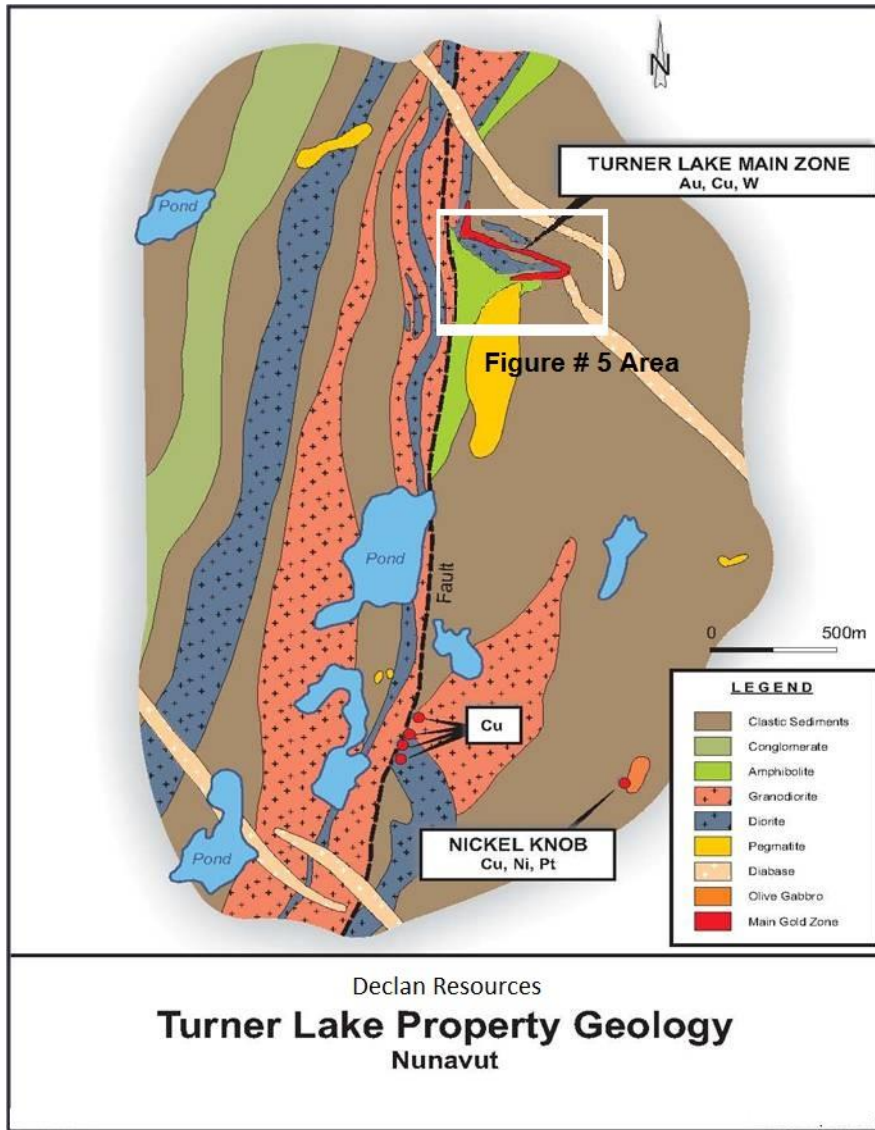 N
TURNER LAKE MAIN ZONE
Au, Cu, W
Pond
Figure # 5 Area
Pond
Fault
0 500m
Cu
LEGEND
Clastic Sediments
Conglomerate
Amphibolite
Granodiorite
Diorite
Pegmatite
Diabase
Olive Gabbro
Main Gold Zone
NICKEL KNOB
Cu, Ni, Pt
Pond
Declan Resources
Turner Lake Property Geology
Nunavut